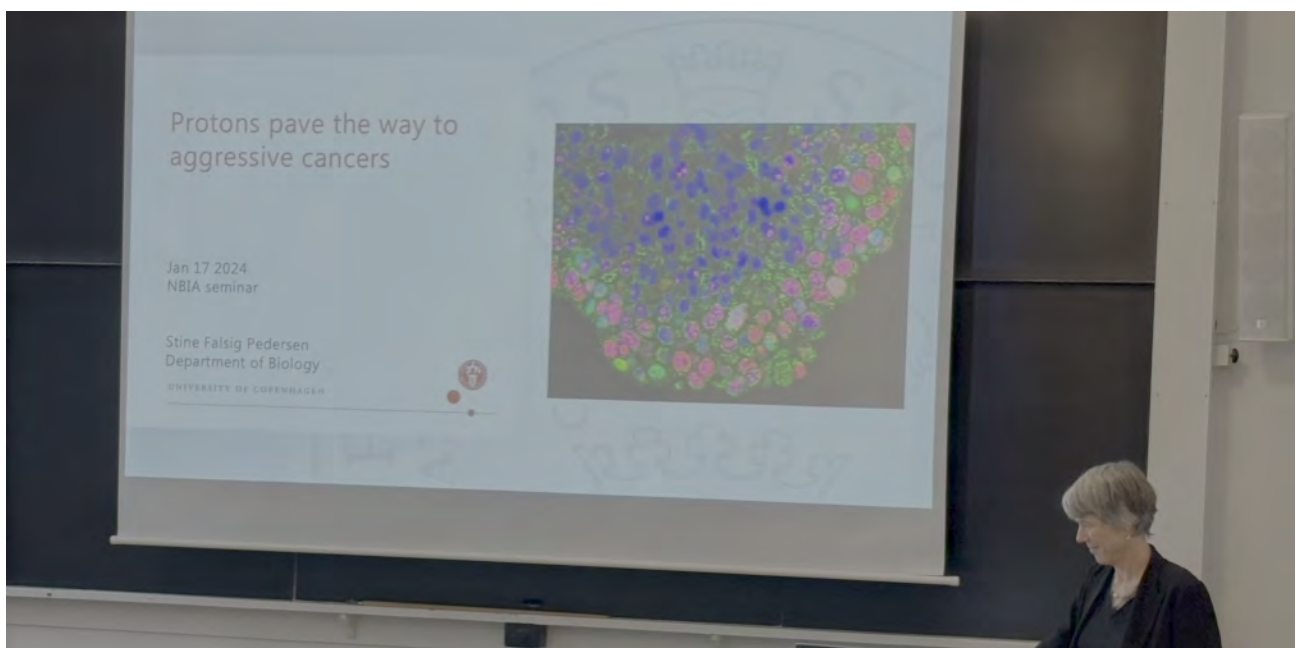 Protons pave the way to
aggressive cancers
Jan 17 2024
NBIA seminar
Stine Falsig Pedersen
Department of Biology
UNIVERSITY OF COPENHAGEN